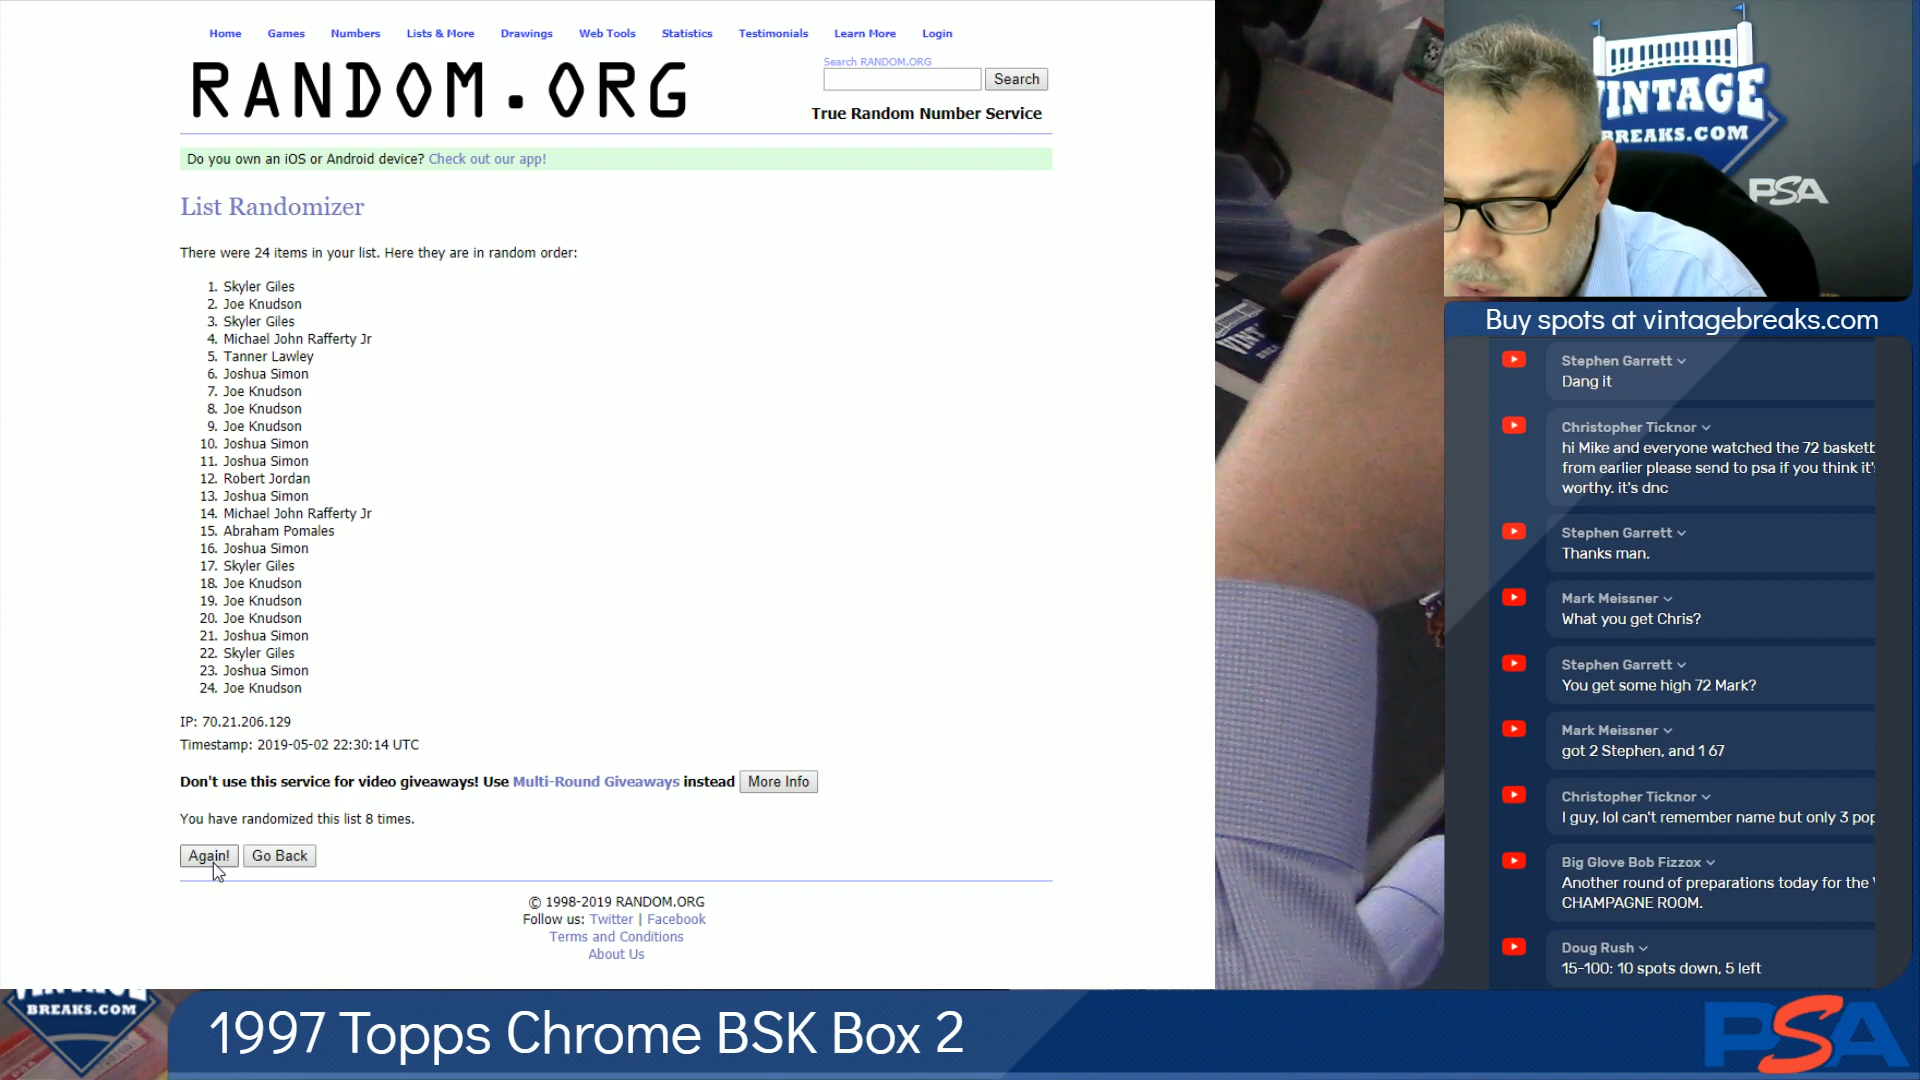 Home Games Numbers Lists & More Drawings Web Tools Statistics Testimonials Learn More Login
RANDOM.ORG
Search RANDOM.ORG
Search
True Random Number Service
Do you own an iOS or Android device? Check out our app!
List Randomizer
There were 24 items in your list. Here they are in random order:
1. Skyler Giles
2. Joe Knudson
3. Skyler Giles
4. Michael John Rafferty Jr
5. Tanner Lawley
6. Joshua Simon
7. Joe Knudson
8. Joe Knudson
9. Joe Knudson
10. Joshua Simon
11. Joshua Simon
12. Robert Jordan
13. Joshua Simon
14. Michael John Rafferty Jr
15. Abraham Pomales
16. Joshua Simon
17. Skyler Giles
18. Joe Knudson
19. Joe Knudson
20. Joe Knudson
21. Joshua Simon
22. Skyler Giles
23. Joshua Simon
24. Joe Knudson
IP: 70.21.206.129
Timestamp: 2019-05-02 22:30:14 UTC
Don't use this service for video giveaways! Use Multi-Round Giveaways instead More Info
You have randomized this list 8 times.
Again! Go Back
© 1998-2019 RANDOM.ORG
Follow us: Twitter | Facebook
Terms and Conditions
About Us
VINTAGE
BREAKS.COM
PSA
Buy spots at vintagebreaks.com
Stephen Garrett
Dang it
Christopher Ticknor
hi Mike and everyone watched the 72 basketb
from earlier please send to psa if you think it'
worthy. it's dnc
Stephen Garrett
Thanks man.
Mark Meissner
What you get Chris?
Stephen Garrett
You get some high 72 Mark?
Mark Meissner
got 2 Stephen, and 1 67
Christopher Ticknor
I guy, lol can't remember name but only 3 pop
Big Glove Bob Fizzox
Another round of preparations today for the
CHAMPAGNE ROOM.
Doug Rush
15-100: 10 spots down, 5 left
VINTAGE
BREAKS.COM
1997 Topps Chrome BSK Box 2
PSA